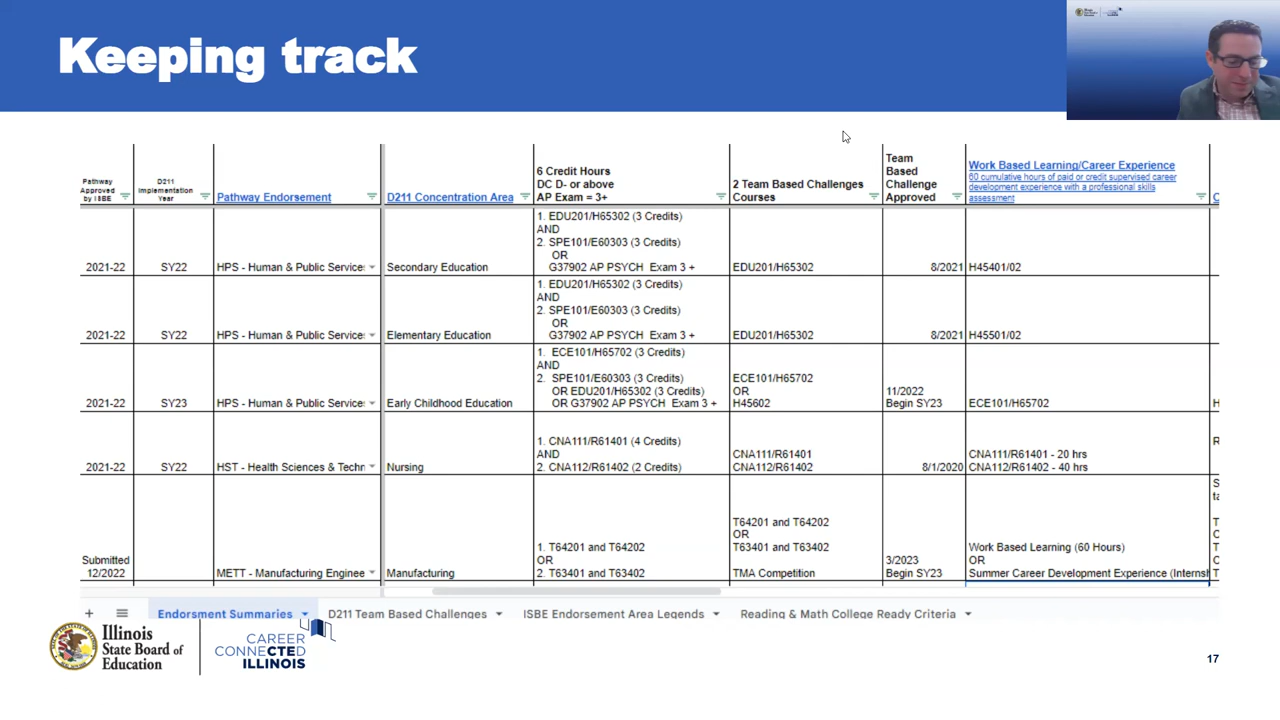 Keeping track
Pathway
Approved
by ISBE
D211
Implementation
Year
Pathway Endorsement
D211 Concentration Area
6 Credit Hours
DC D- or above
AP Exam = 3+
2 Team Based Challenges
Courses
Team
Based
Challenge
Approved
Work Based Learning/Career Experience
60 cumulative hours of paid or credit supervised career
development experience with a professional skills
assessment
2021-22
SY22
HPS - Human & Public Service
Secondary Education
1. EDU201/H65302 (3 Credits)
AND
2. SPE101/E60303 (3 Credits)
OR
G37902 AP PSYCH Exam 3 +
EDU201/H65302
8/2021
H45401/02
2021-22
SY22
HPS - Human & Public Service
Elementary Education
1. EDU201/H65302 (3 Credits)
AND
2. SPE101/E60303 (3 Credits)
OR
G37902 AP PSYCH Exam 3 +
EDU201/H65302
8/2021
H45501/02
2021-22
SY23
HPS - Human & Public Service
Early Childhood Education
1. ECE101/H65702 (3 Credits)
AND
2. SPE101/E60303 (3 Credits)
OR EDU201/H65302 (3 Credits)
OR G37902 AP PSYCH Exam 3 +
ECE101/H65702
OR
H45602
11/2022
Begin SY23
ECE101/H65702
H
2021-22
SY22
HST - Health Sciences & Techn
Nursing
1. CNA111/R61401 (4 Credits)
AND
2. CNA112/R61402 (2 Credits)
CNA111/R61401
CNA112/R61402
8/1/2020
CNA111/R61401 - 20 hrs
CNA112/R61402 - 40 hrs
R
Submitted
12/2022
METT - Manufacturing Enginee
Manufacturing
1. T64201 and T64202
OR
2. T63401 and T63402
T64201 and T64202
OR
T63401 and T63402
TMA Competition
3/2023
Begin SY23
Work Based Learning (60 Hours)
OR
Summer Career Development Experience (Interns
S
ta
T
O
T
O
T
Endorsment Summaries
D211 Team Based Challenges
ISBE Endorsement Area Legends
Reading & Math College Ready Criteria
Illinois
State Board of
Education
CAREER
CONNECTED
ILLINOIS
17